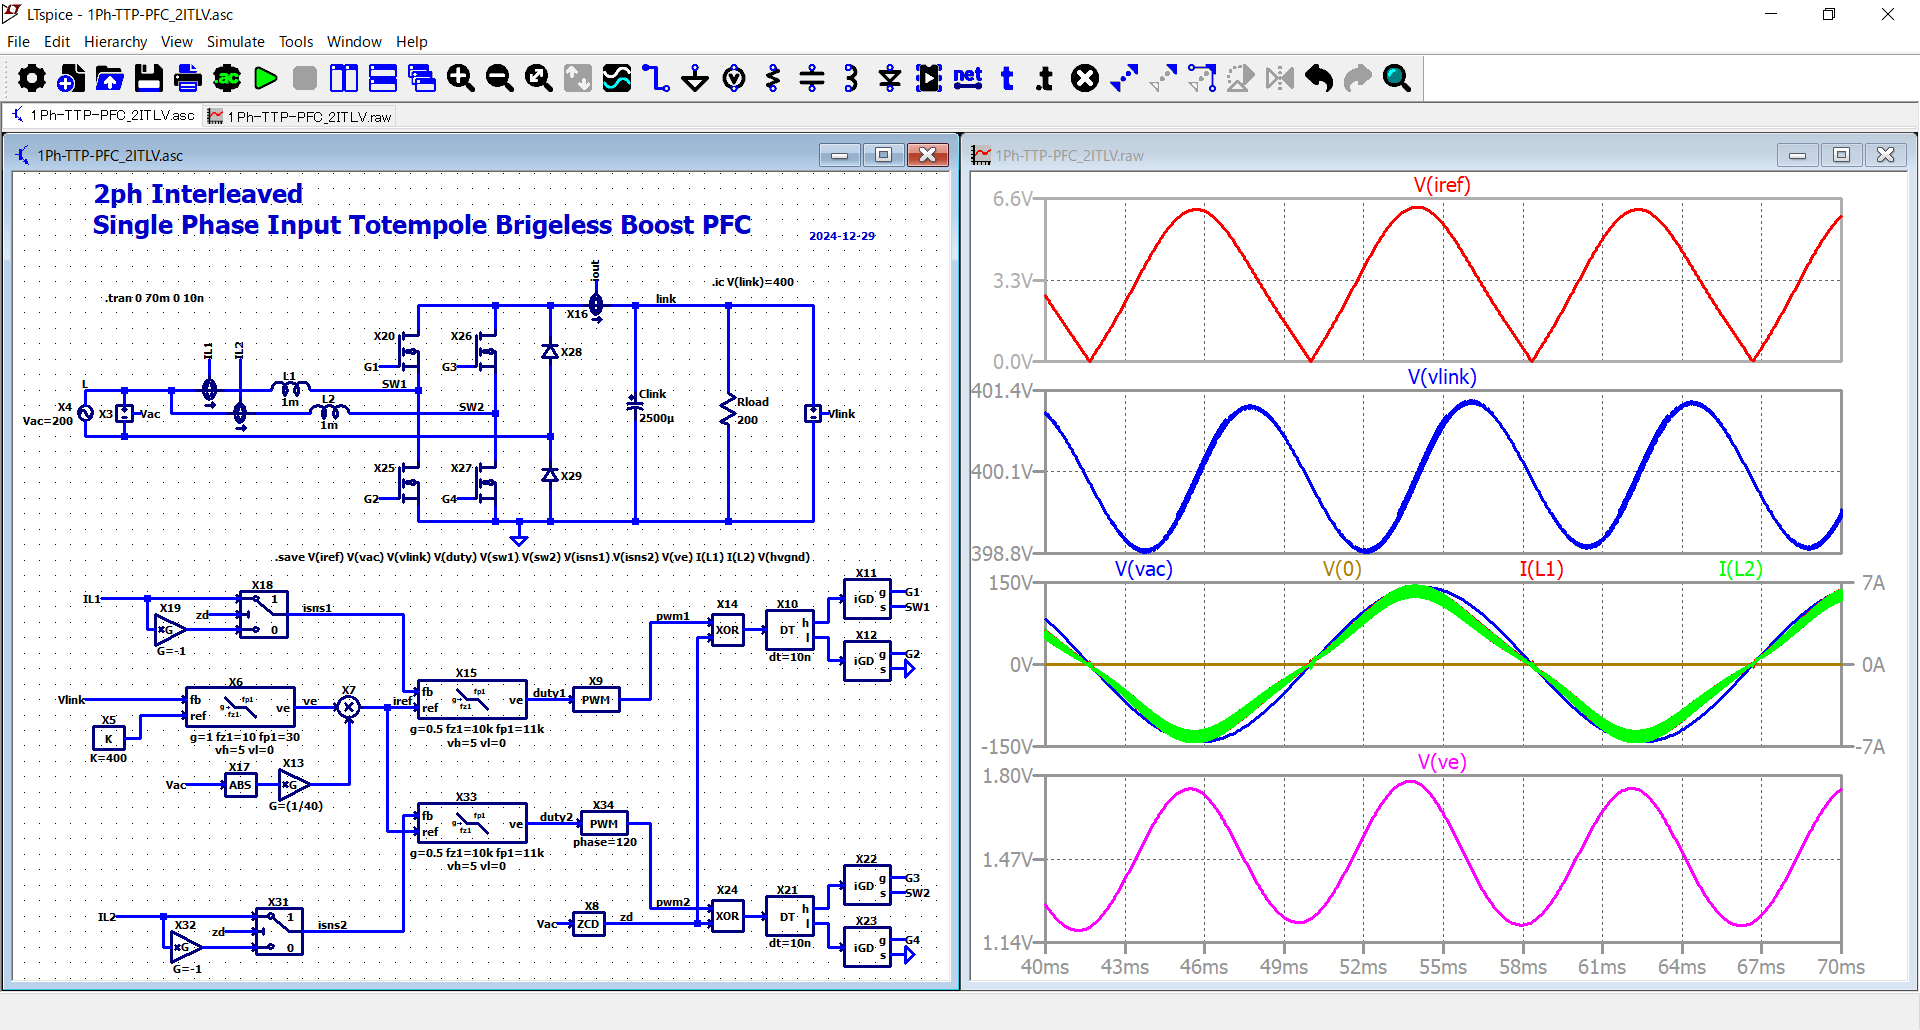 LTspice - 1Ph-TTP-PFC_2ITLV.asc
File Edit Hierarchy View Simulate Tools Window Help
.ac
net t .t
1Ph-TTP-PFC_2ITLV.asc 1Ph-TTP-PFC_2ITLV.raw
1Ph-TTP-PFC_2ITLV.asc
2ph Interleaved
Single Phase Input Totempole Brigeless Boost PFC
2024-12-29
.tran 0 70m 0 10n
.ic V(link)=400
iout
X16
link
X20
X26
G1
G3
X28
IL1
IL2
L
L1
1m
SW1
X4
Vac=200
X3
Vac
L2
1m
SW2
Clink
2500µ
Rload
200
Vlink
X25
X27
G2
G4
X29
.save V(iref) V(vac) V(vlink) V(duty) V(sw1) V(sw2) V(isns1) V(isns2) V(ve) I(L1) I(L2) V(hvgnd)
IL1
X19
×G
G=-1
zd
X18
1
0
isns1
Vlink
X6
fb
ref
g
fp1
fz1
ve
ve
g=1 fz1=10 fp1=30
vh=5 vl=0
X5
K
K=400
X7
iref
Vac
X17
ABS
X13
×G
G=(1/40)
X15
fb
ref
g
fp1
fz1
ve
g=0.5 fz1=10k fp1=11k
vh=5 vl=0
duty1
X9
PWM
pwm1
X14
XOR
X10
DT
h
l
dt=10n
X11
iGD
g
s
G1
SW1
X12
iGD
g
s
G2
X33
fb
ref
g
fp1
fz1
ve
g=0.5 fz1=10k fp1=11k
vh=5 vl=0
duty2
X34
PWM
phase=120
pwm2
IL2
X32
×G
G=-1
zd
X31
1
0
isns2
Vac
X8
ZCD
zd
X24
XOR
X21
DT
h
l
dt=10n
X22
iGD
g
s
G3
SW2
X23
iGD
g
s
G4
1Ph-TTP-PFC_2ITLV.raw
V(iref)
6.6V
3.3V
0.0V
V(vlink)
401.4V
400.1V
398.8V
V(vac) V(0) I(L1) I(L2)
150V 7A
0V 0A
-150V -7A
V(ve)
1.80V
1.47V
1.14V
40ms 43ms 46ms 49ms 52ms 55ms 58ms 61ms 64ms 67ms 70ms